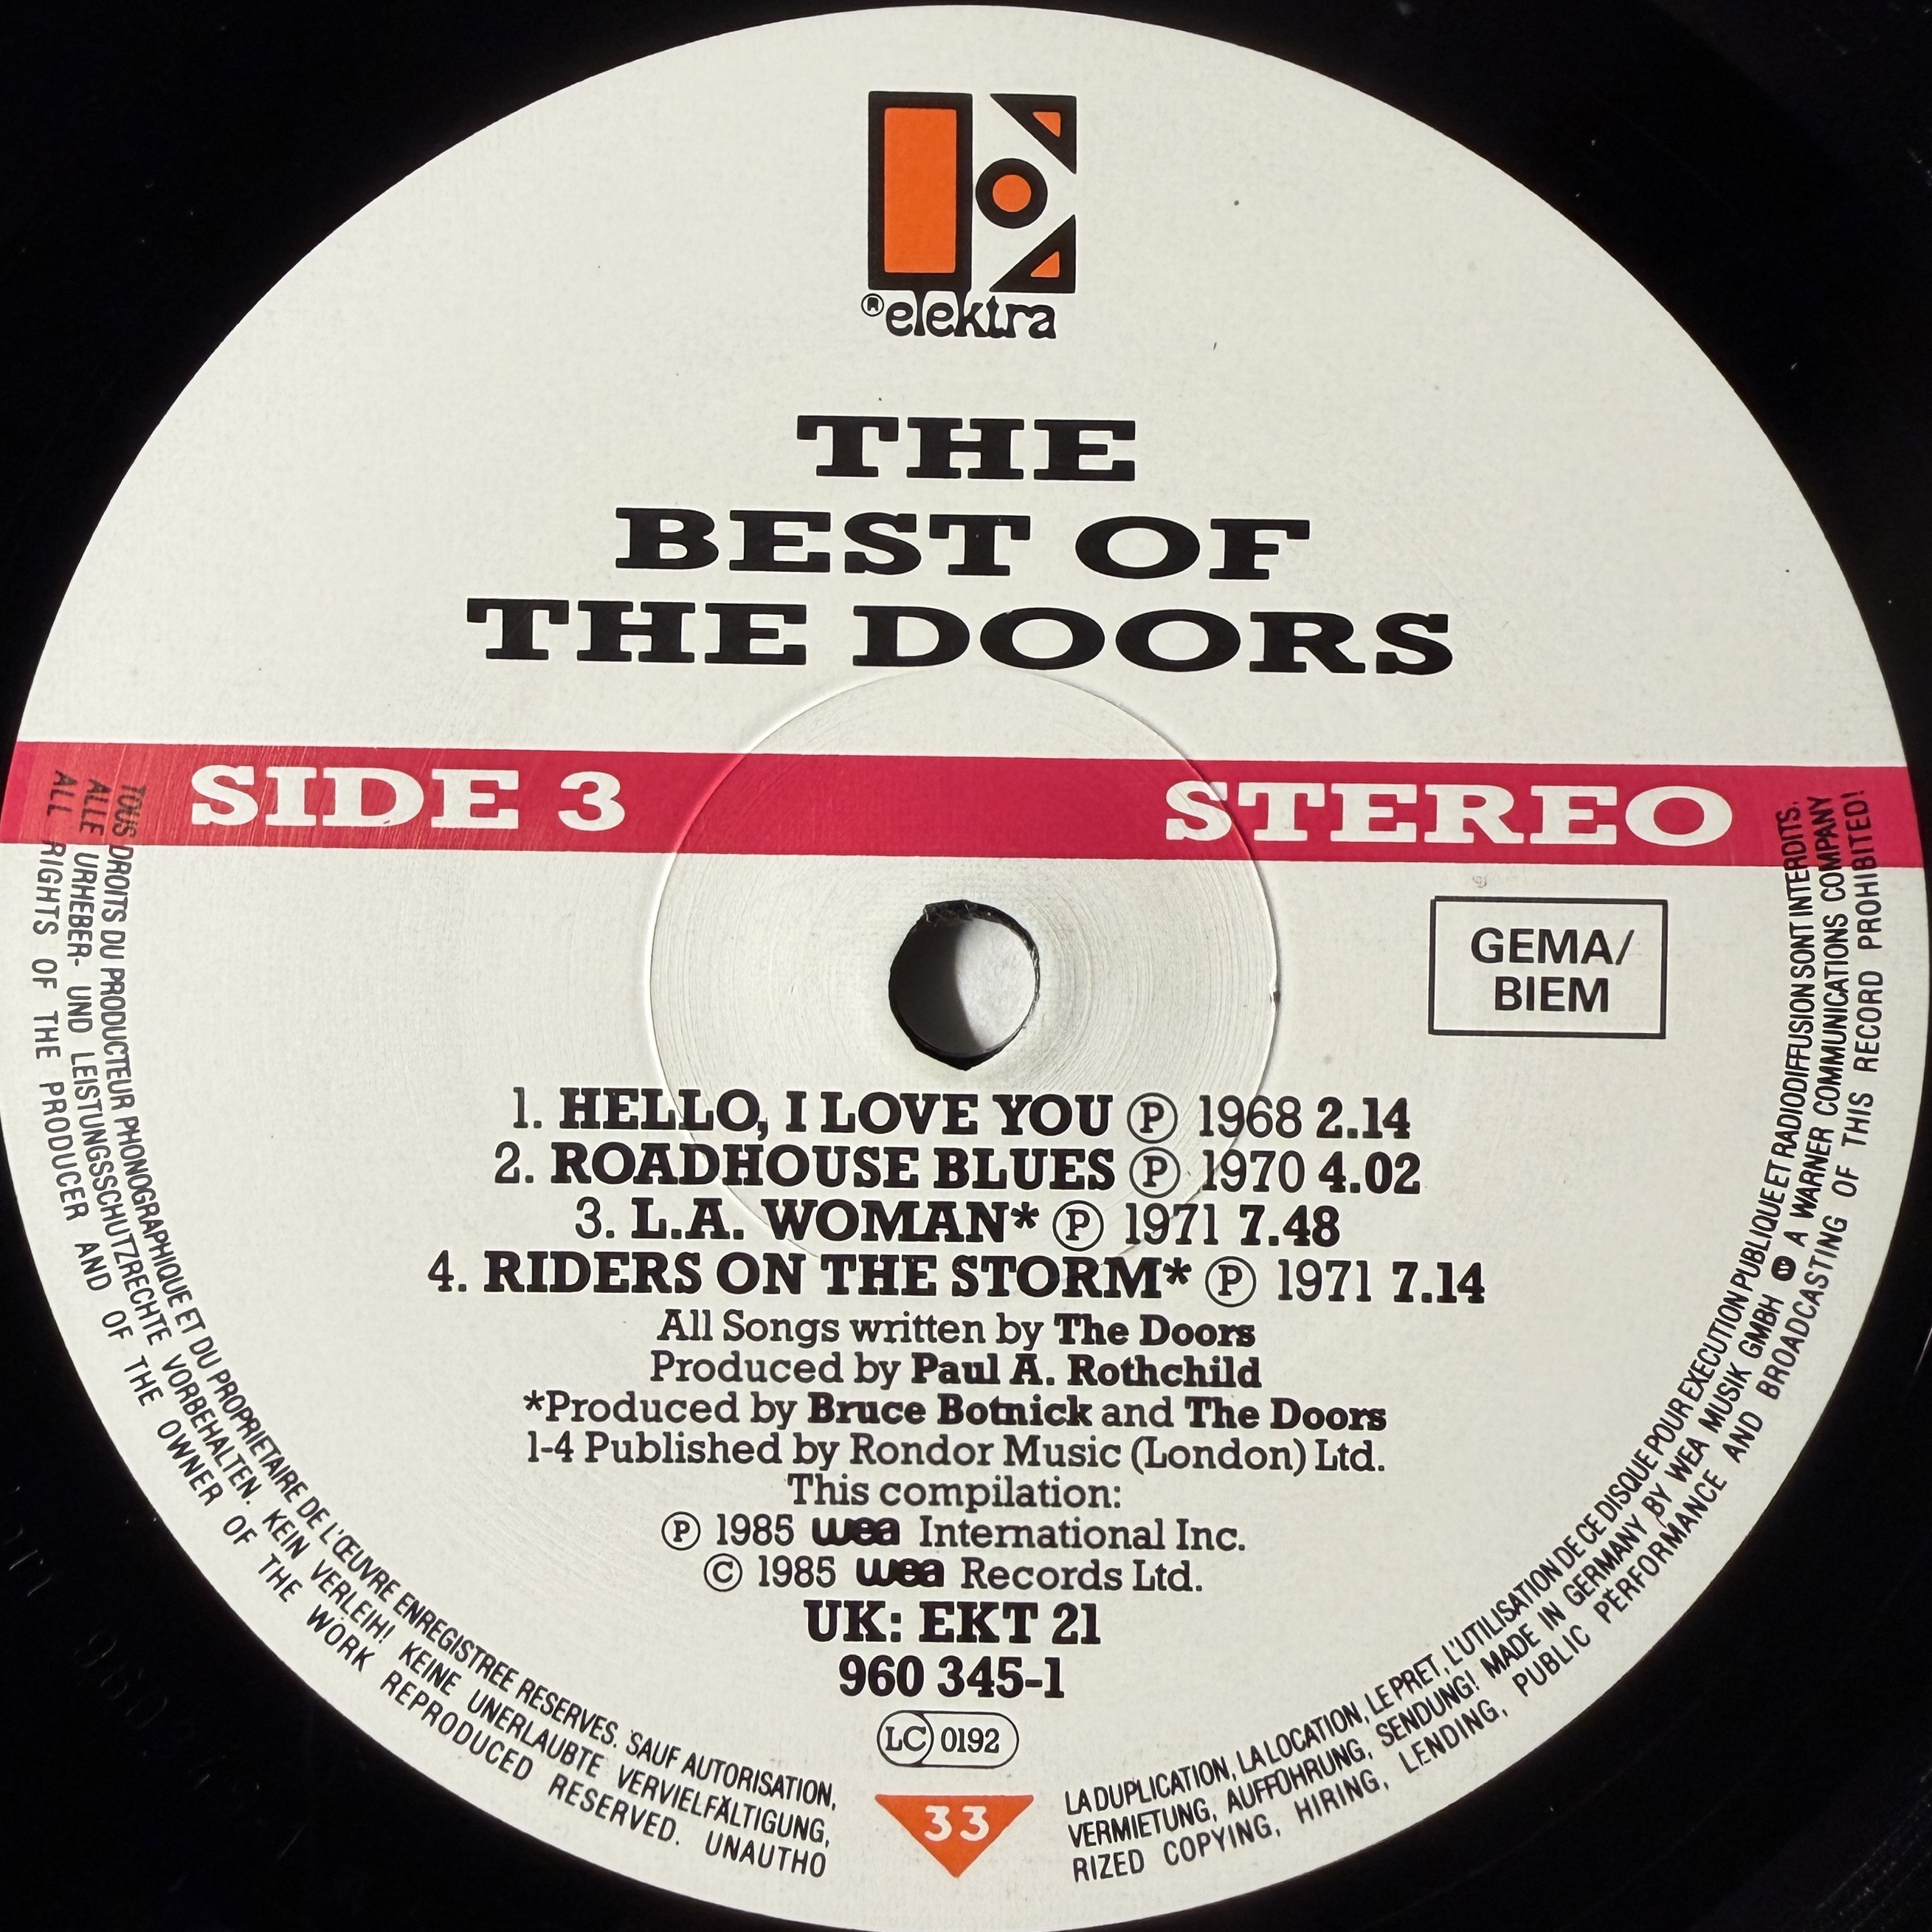 ® elektra
THE
BEST OF
THE DOORS
SIDE 3 STEREO
GEMA/
BIEM
1. HELLO, I LOVE YOU Ⓟ 1968 2.14
2. ROADHOUSE BLUES Ⓟ 1970 4.02
3. L.A. WOMAN* Ⓟ 1971 7.48
4. RIDERS ON THE STORM* Ⓟ 1971 7.14
All Songs written by The Doors
Produced by Paul A. Rothchild
*Produced by Bruce Botnick and The Doors
1-4 Published by Rondor Music (London) Ltd.
This compilation:
Ⓟ 1985 wea International Inc.
© 1985 wea Records Ltd.
UK: EKT 21
960 345-1
LC 0192
33
TOUS DROITS DU PRODUCTEUR PHONOGRAPHIQUE ET DU PROPRIETAIRE DE L'ŒUVRE ENREGISTREE RESERVES. SAUF AUTORISATION, LA DUPLICATION, LA LOCATION, LE PRET, L'UTILISATION DE CE DISQUE POUR EXECUTION PUBLIQUE ET RADIODIFFUSION SONT INTERDITS.
ALLE URHEBER- UND LEISTUNGSSCHUTZRECHTE VORBEHALTEN. KEIN VERLEIH! KEINE UNERLAUBTE VERVIELFÄLTIGUNG, VERMIETUNG, AUFFÜHRUNG, SENDUNG! MADE IN GERMANY BY WEA MUSIK GMBH A WARNER COMMUNICATIONS COMPANY
ALL RIGHTS OF THE PRODUCER AND OF THE OWNER OF THE WORK REPRODUCED RESERVED. UNAUTHORIZED COPYING, HIRING, LENDING, PUBLIC PERFORMANCE AND BROADCASTING OF THIS RECORD PROHIBITED!